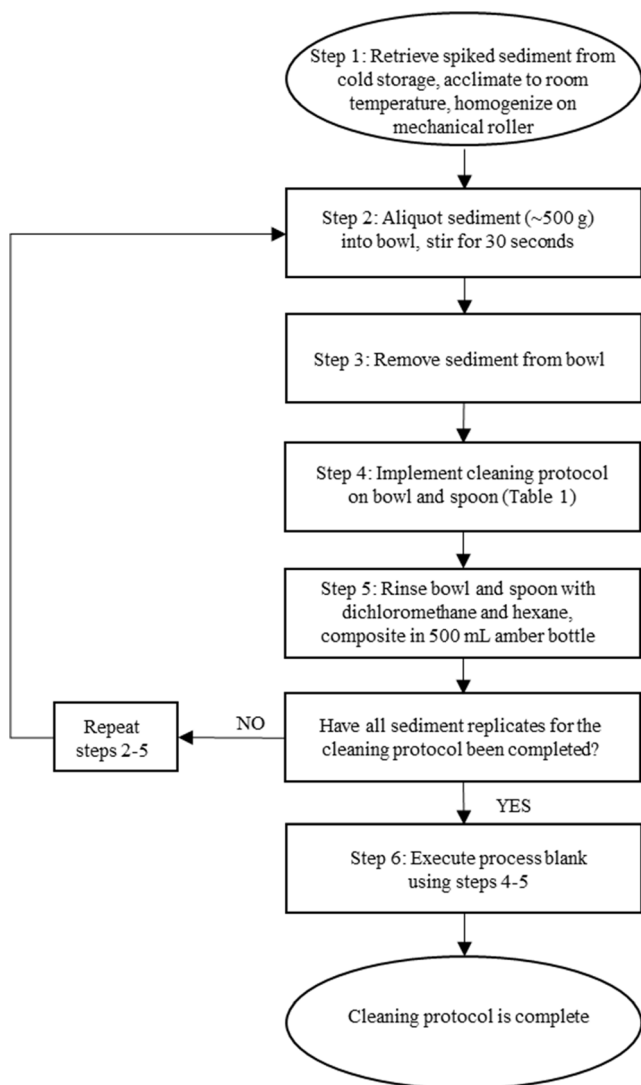 Step 1: Retrieve spiked sediment from
cold storage, acclimate to room
temperature, homogenize on
mechanical roller
Step 2: Aliquot sediment (~500 g)
into bowl, stir for 30 seconds
Step 3: Remove sediment from bowl
Step 4: Implement cleaning protocol
on bowl and spoon (Table 1)
Step 5: Rinse bowl and spoon with
dichloromethane and hexane,
composite in 500 mL amber bottle
Have all sediment replicates for the
cleaning protocol been completed?
NO
Repeat
steps 2-5
YES
Step 6: Execute process blank
using steps 4-5
Cleaning protocol is complete